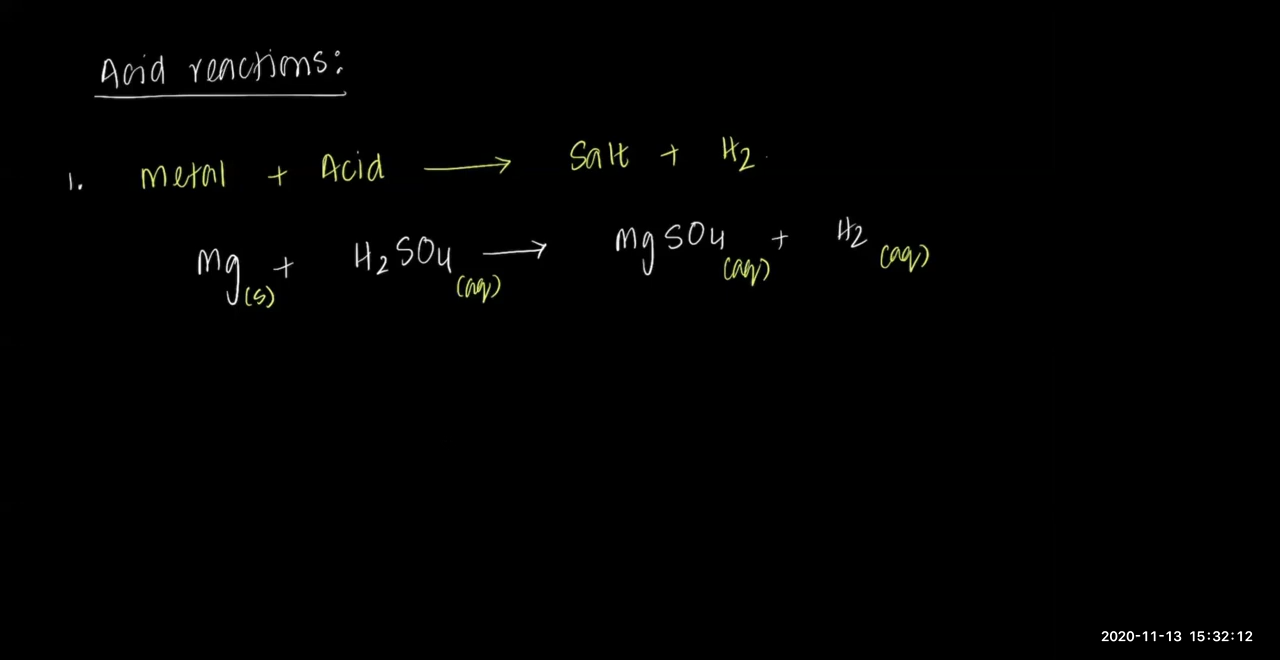 Acid reactions:
1. Metal + Acid ⟶ Salt + H2
Mg(s) + H2SO4(aq) ⟶ MgSO4(aq) + H2(aq)
2020-11-13 15:32:12